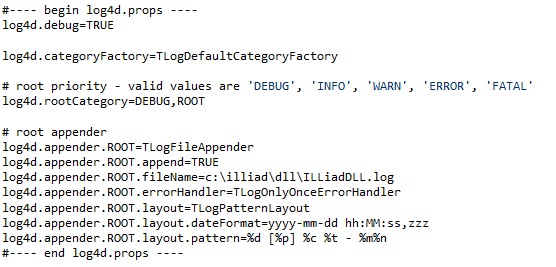 #---- begin log4d.props ----
log4d.debug=TRUE
log4d.categoryFactory=TLogDefaultCategoryFactory
# root priority - valid values are 'DEBUG', 'INFO', 'WARN', 'ERROR', 'FATAL'
log4d.rootCategory=DEBUG,ROOT
# root appender
log4d.appender.ROOT=TLogFileAppender
log4d.appender.ROOT.append=TRUE
log4d.appender.ROOT.fileName=c:\illiad\dll\ILLiadDLL.log
log4d.appender.ROOT.errorHandler=TLogOnlyOnceErrorHandler
log4d.appender.ROOT.layout=TLogPatternLayout
log4d.appender.ROOT.layout.dateFormat=yyyy-mm-dd hh:MM:ss,zzz
log4d.appender.ROOT.layout.pattern=%d [%p] %c %t - %m%n
#---- end log4d.props ----